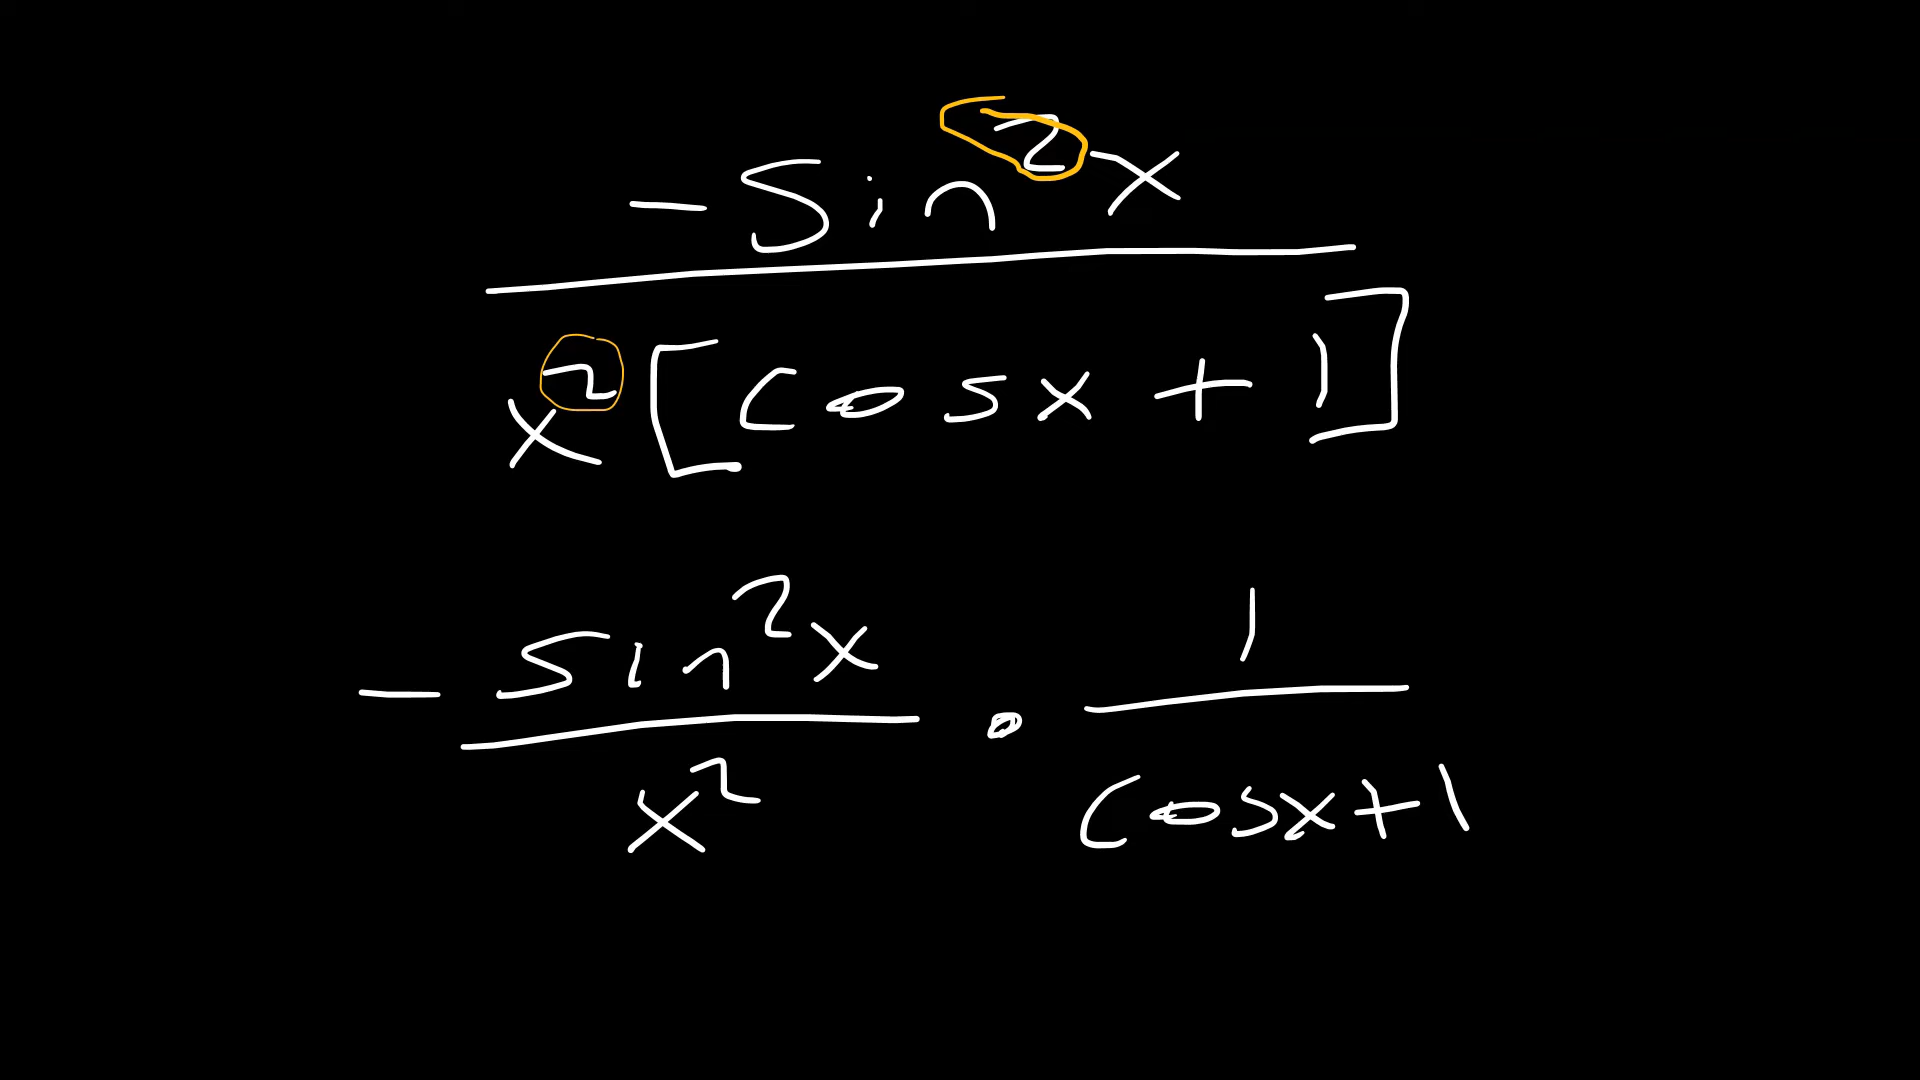 -Sin²x
x²[cosx+1]
-sin²x · 1
x² cosx+1